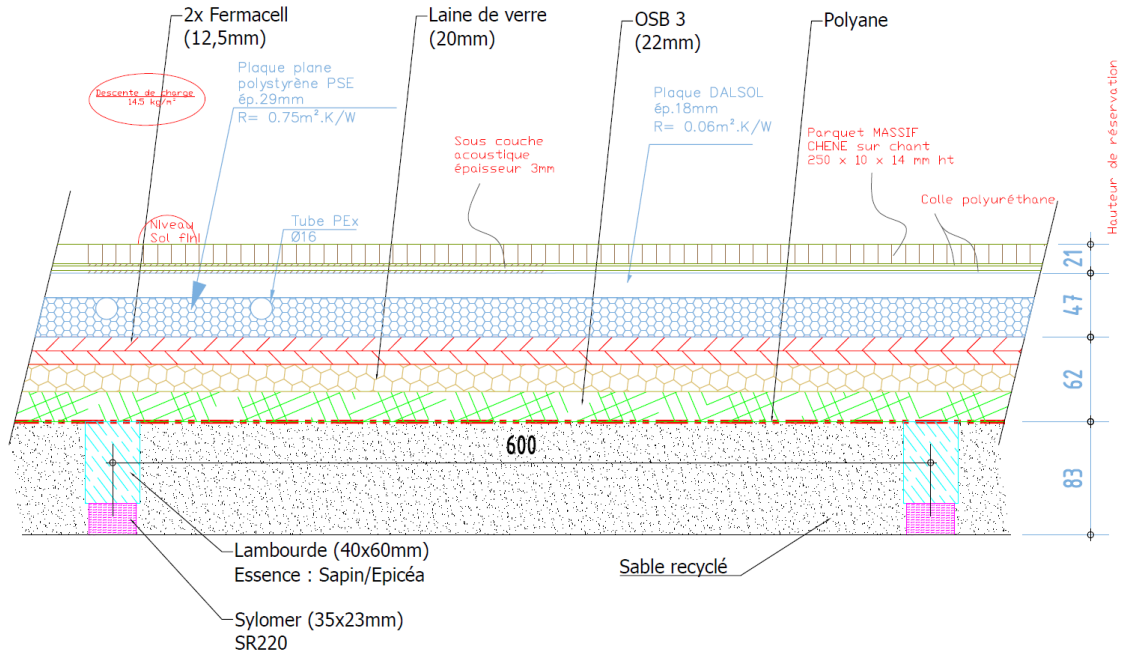 2x Fermacell
(12,5mm)
Laine de verre
(20mm)
OSB 3
(22mm)
Polyane
Descente de charge
145 kg/m²
Plaque plane
polystyrène PSE
ép.29mm
R= 0.75m².K/W
Plaque DALSOL
ép.18mm
R= 0.06m².K/W
Sous couche
acoustique
épaisseur 3mm
Parquet MASSIF
CHENE sur chant
250 x 10 x 14 mm ht
Colle polyuréthane
Hauteur de réservation
Niveau
Sol fini
Tube PEx
Ø16
21
47
62
83
600
Lambourde (40x60mm)
Essence : Sapin/Epicéa
Sable recyclé
Sylomer (35x23mm)
SR220